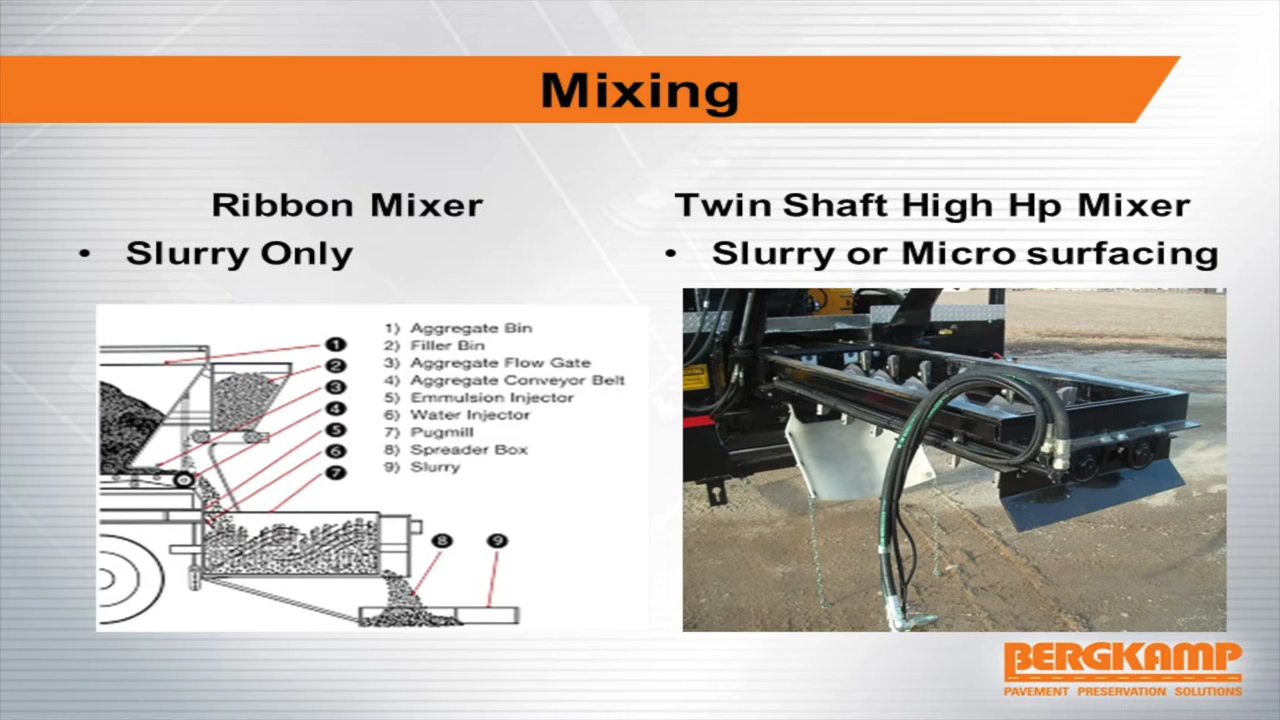 Mixing
Ribbon Mixer
• Slurry Only
Twin Shaft High Hp Mixer
• Slurry or Micro surfacing
1) Aggregate Bin
2) Filler Bin
3) Aggregate Flow Gate
4) Aggregate Conveyor Belt
5) Emmulsion Injector
6) Water Injector
7) Pugmill
8) Spreader Box
9) Slurry
1
2
3
4
5
6
7
8
9
BERGKAMP
PAVEMENT PRESERVATION SOLUTIONS